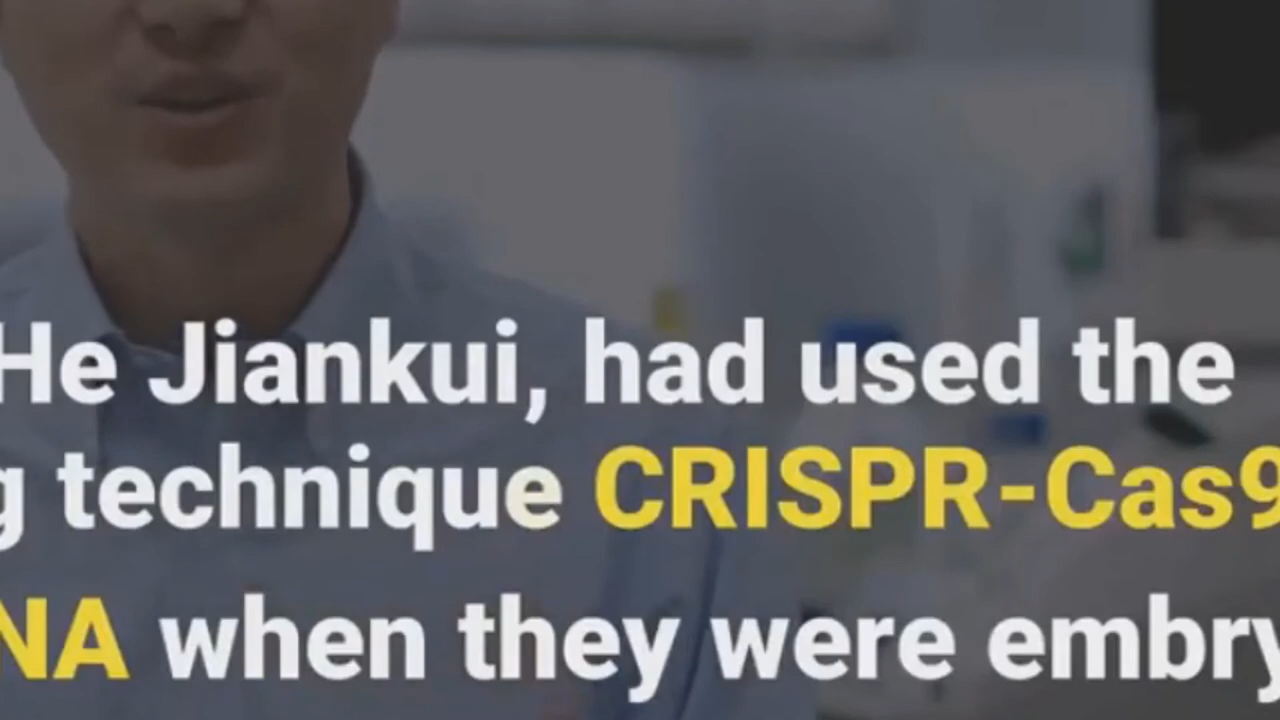 He Jiankui, had used the
g technique CRISPR-Cas9
NA when they were embry